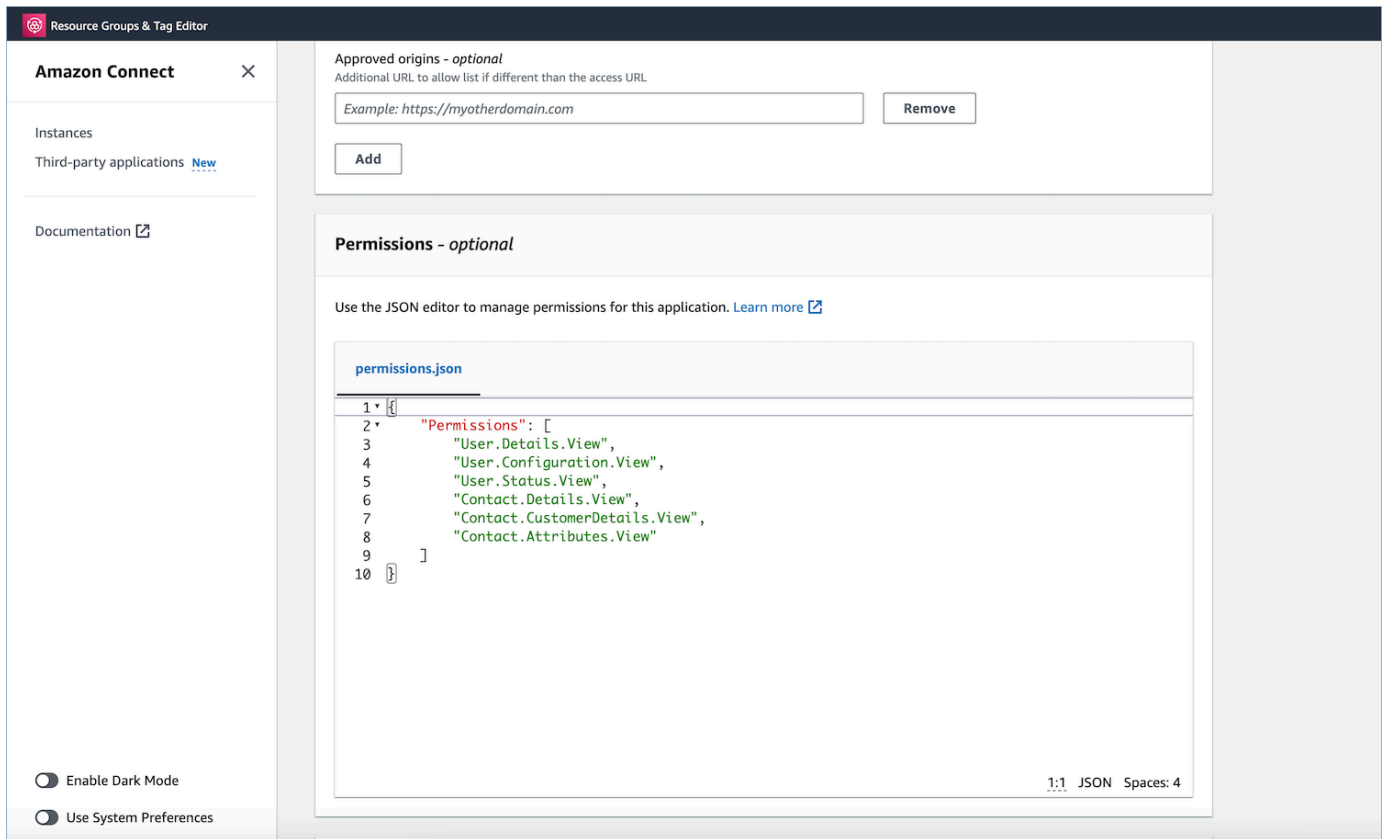 Resource Groups & Tag Editor
Amazon Connect
Instances
Third-party applications New
Documentation
Enable Dark Mode
Use System Preferences
Approved origins - optional
Additional URL to allow list if different than the access URL
Example: https://myotherdomain.com
Remove
Add
Permissions - optional
Use the JSON editor to manage permissions for this application. Learn more
permissions.json
1 {
2 "Permissions": [
3 "User.Details.View",
4 "User.Configuration.View",
5 "User.Status.View",
6 "Contact.Details.View",
7 "Contact.CustomerDetails.View",
8 "Contact.Attributes.View"
9 ]
10 }
1:1 JSON Spaces: 4